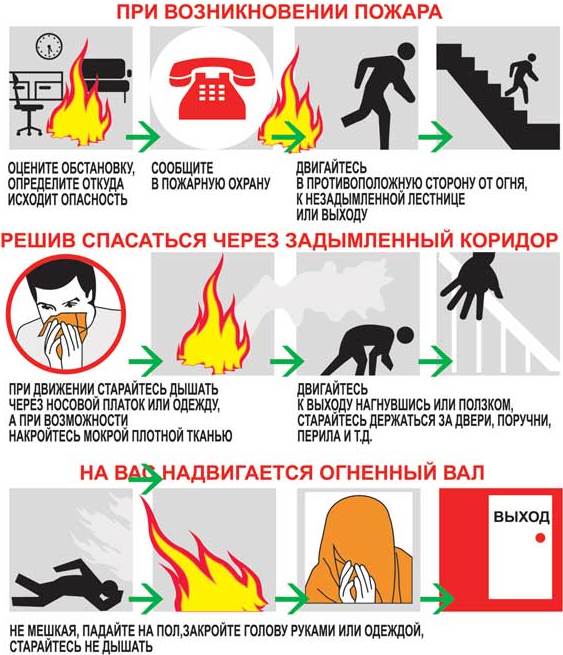 ПРИ ВОЗНИКНОВЕНИИ ПОЖАРА
ОЦЕНИТЕ ОБСТАНОВКУ,
ОПРЕДЕЛИТЕ ОТКУДА
ИСХОДИТ ОПАСНОСТЬ
СООБЩИТЕ
В ПОЖАРНУЮ ОХРАНУ
ДВИГАЙТЕСЬ
В ПРОТИВОПОЛОЖНУЮ СТОРОНУ ОТ ОГНЯ,
К НЕЗАДЫМЛЕННОЙ ЛЕСТНИЦЕ
ИЛИ ВЫХОДУ
РЕШИВ СПАСАТЬСЯ ЧЕРЕЗ ЗАДЫМЛЕННЫЙ КОРИДОР
ПРИ ДВИЖЕНИИ СТАРАЙТЕСЬ ДЫШАТЬ
ЧЕРЕЗ НОСОВОЙ ПЛАТОК ИЛИ ОДЕЖДУ,
А ПРИ ВОЗМОЖНОСТИ
НАКРОЙТЕСЬ МОКРОЙ ПЛОТНОЙ ТКАНЬЮ
ДВИГАЙТЕСЬ
К ВЫХОДУ НАГНУВШИСЬ ИЛИ ПОЛЗКОМ,
СТАРАЙТЕСЬ ДЕРЖАТЬСЯ ЗА ДВЕРИ, ПОРУЧНИ,
ПЕРИЛА И Т.Д.
НА ВАС НАДВИГАЕТСЯ ОГНЕННЫЙ ВАЛ
ВЫХОД
НЕ МЕШКАЯ, ПАДАЙТЕ НА ПОЛ,ЗАКРОЙТЕ ГОЛОВУ РУКАМИ ИЛИ ОДЕЖДОЙ,
СТАРАЙТЕСЬ НЕ ДЫШАТЬ